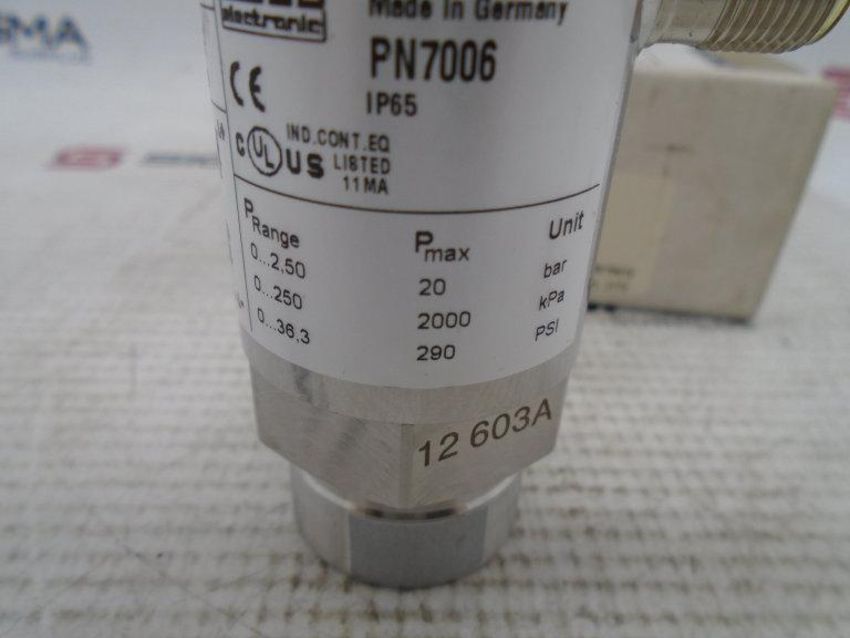 electronic
Made in Germany
PN7006
IP65
CE
C UL US IND.CONT.EQ
LISTED
11MA
PRange Pmax Unit
0...2,50 20 bar
0...250 2000 kPa
0...36,3 290 PSI
12 603A